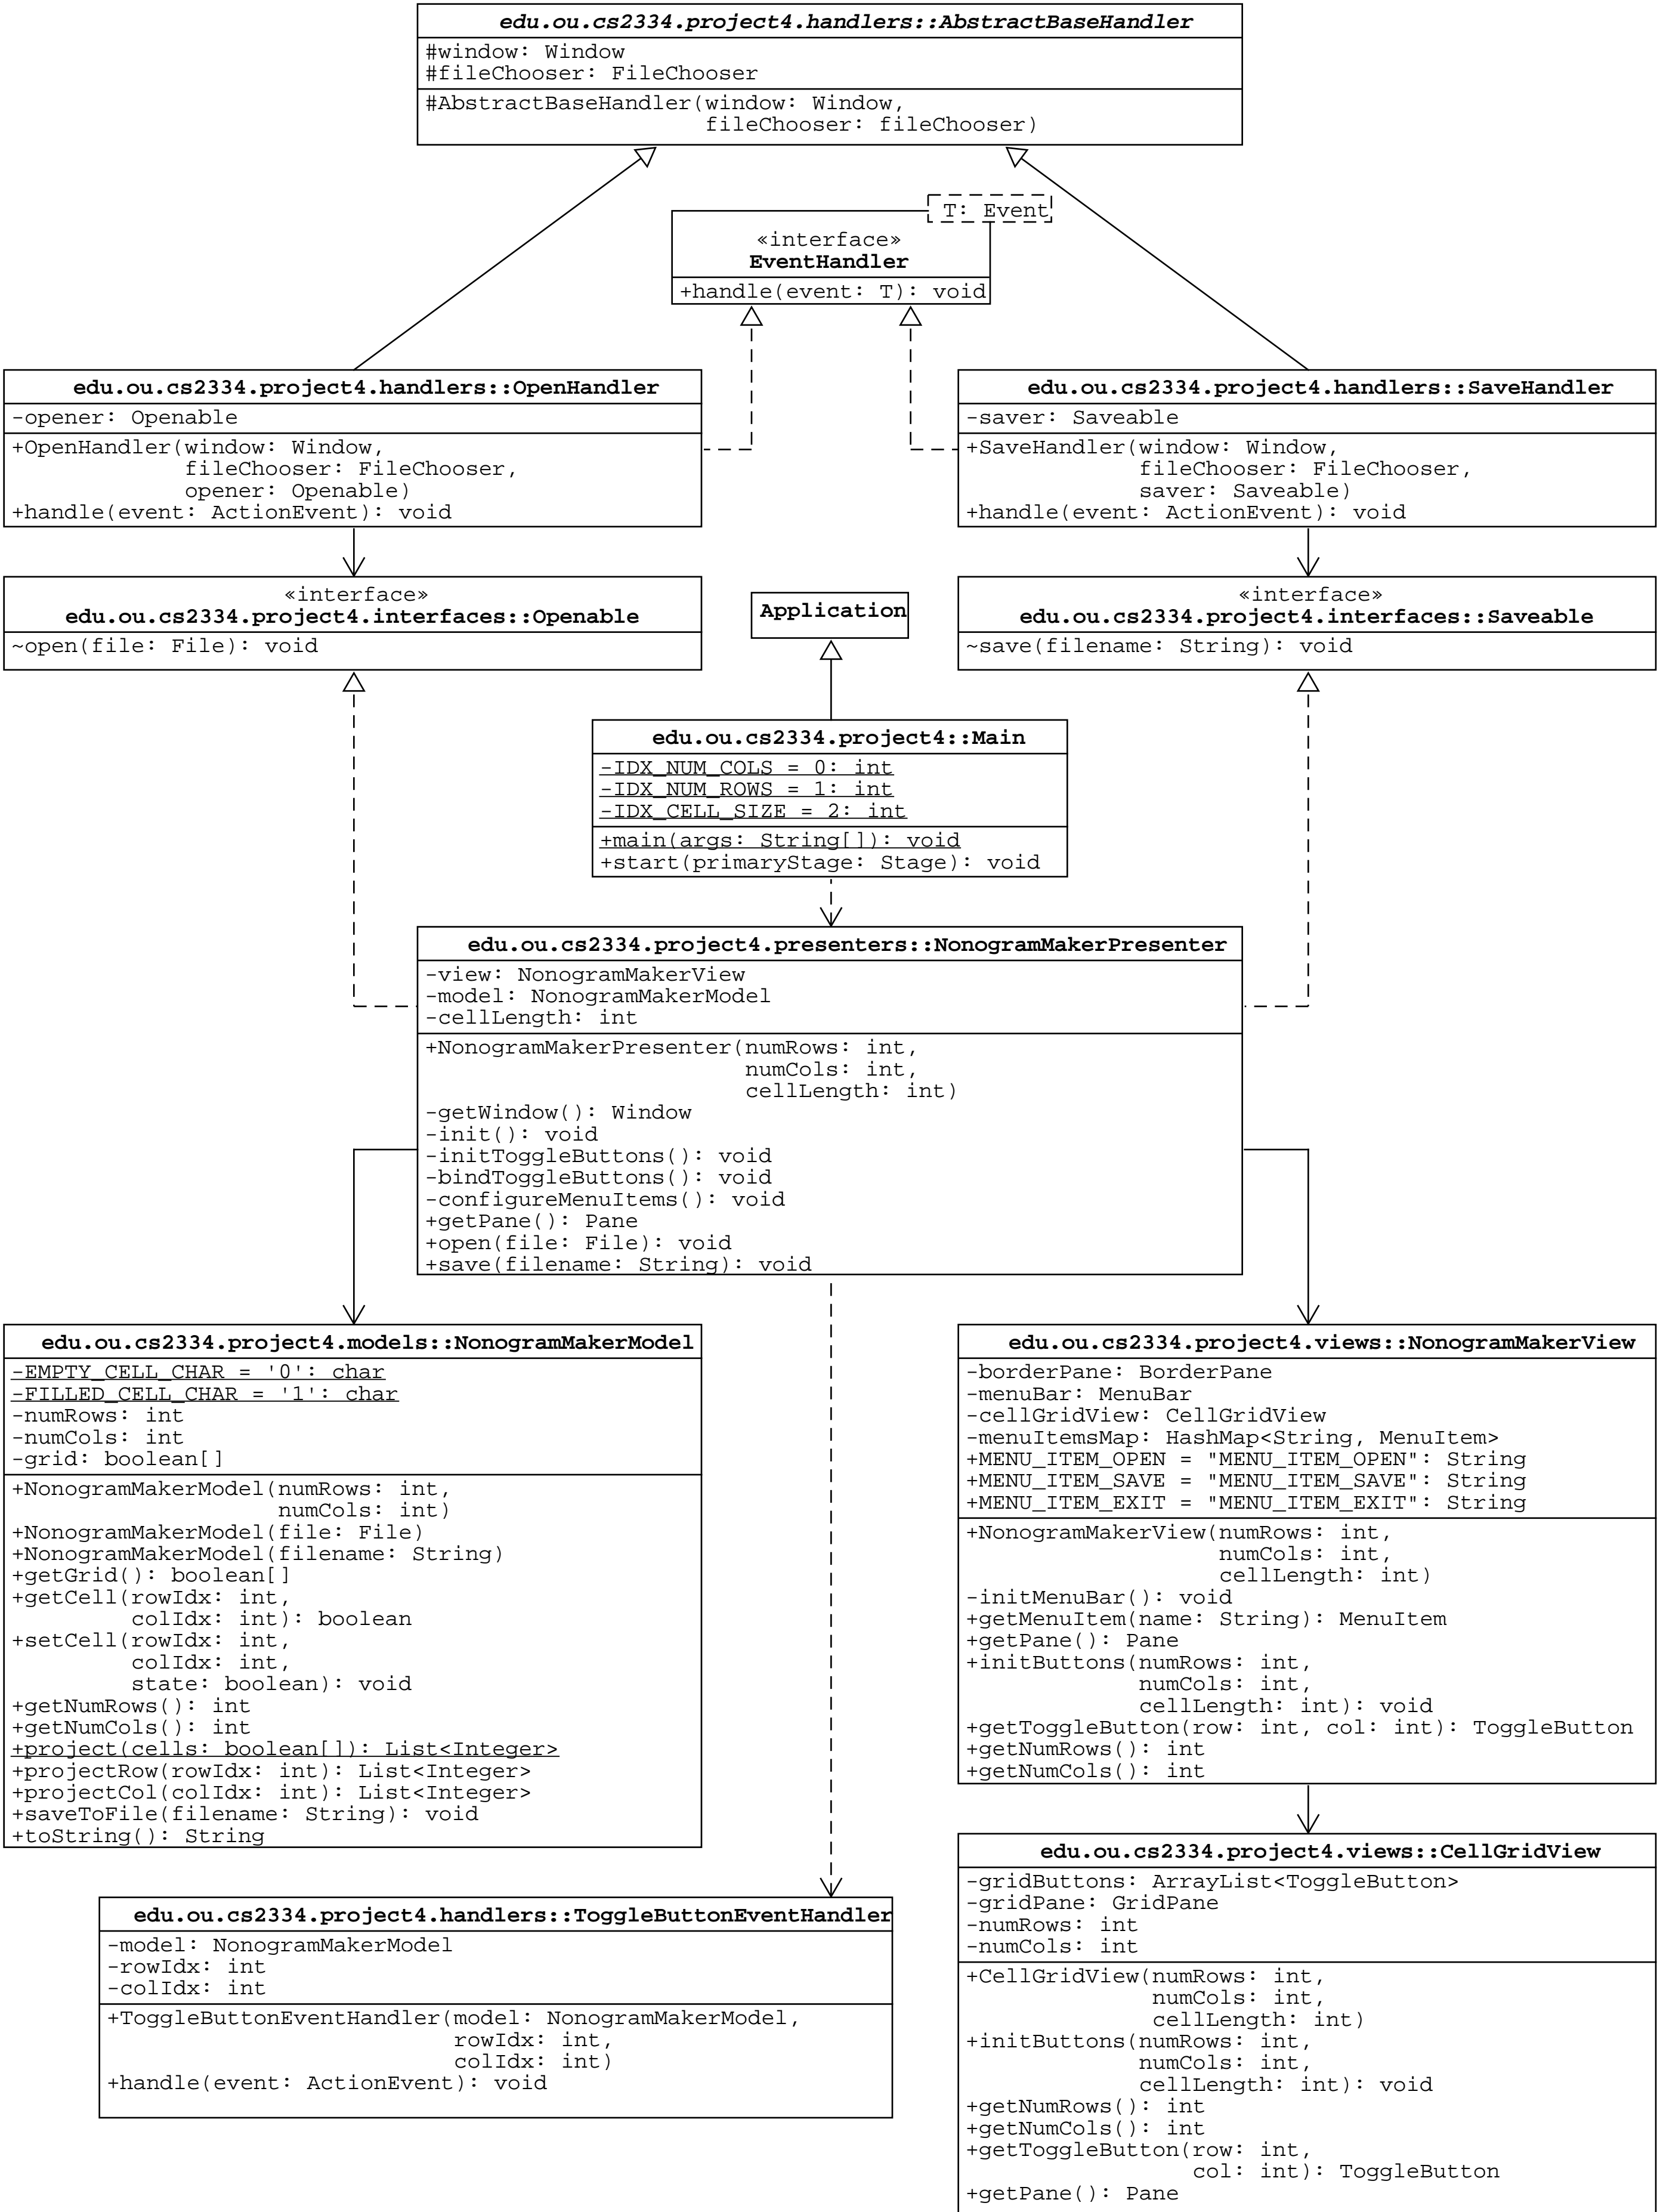 edu.ou.cs2334.project4.handlers::AbstractBaseHandler
#window: Window
#fileChooser: FileChooser
#AbstractBaseHandler(window: Window,
fileChooser: fileChooser)
T: Event
«interface»
EventHandler
+handle(event: T): void
edu.ou.cs2334.project4.handlers::OpenHandler
-opener: Openable
+OpenHandler(window: Window,
fileChooser: FileChooser,
opener: Openable)
+handle(event: ActionEvent): void
edu.ou.cs2334.project4.handlers::SaveHandler
-saver: Saveable
+SaveHandler(window: Window,
fileChooser: FileChooser,
saver: Saveable)
+handle(event: ActionEvent): void
«interface»
edu.ou.cs2334.project4.interfaces::Openable
~open(file: File): void
Application
«interface»
edu.ou.cs2334.project4.interfaces::Saveable
~save(filename: String): void
edu.ou.cs2334.project4::Main
-IDX_NUM_COLS = 0: int
-IDX_NUM_ROWS = 1: int
-IDX_CELL_SIZE = 2: int
+main(args: String[]): void
+start(primaryStage: Stage): void
edu.ou.cs2334.project4.presenters::NonogramMakerPresenter
-view: NonogramMakerView
-model: NonogramMakerModel
-cellLength: int
+NonogramMakerPresenter(numRows: int,
numCols: int,
cellLength: int)
-getWindow(): Window
-init(): void
-initToggleButtons(): void
-bindToggleButtons(): void
-configureMenuItems(): void
+getPane(): Pane
+open(file: File): void
+save(filename: String): void
edu.ou.cs2334.project4.models::NonogramMakerModel
-EMPTY_CELL_CHAR = '0': char
-FILLED_CELL_CHAR = '1': char
-numRows: int
-numCols: int
-grid: boolean[]
+NonogramMakerModel(numRows: int,
numCols: int)
+NonogramMakerModel(file: File)
+NonogramMakerModel(filename: String)
+getGrid(): boolean[]
+getCell(rowIdx: int,
colIdx: int): boolean
+setCell(rowIdx: int,
colIdx: int,
state: boolean): void
+getNumRows(): int
+getNumCols(): int
+project(cells: boolean[]): List<Integer>
+projectRow(rowIdx: int): List<Integer>
+projectCol(colIdx: int): List<Integer>
+saveToFile(filename: String): void
+toString(): String
edu.ou.cs2334.project4.views::NonogramMakerView
-borderPane: BorderPane
-menuBar: MenuBar
-cellGridView: CellGridView
-menuItemsMap: HashMap<String, MenuItem>
+MENU_ITEM_OPEN = "MENU_ITEM_OPEN": String
+MENU_ITEM_SAVE = "MENU_ITEM_SAVE": String
+MENU_ITEM_EXIT = "MENU_ITEM_EXIT": String
+NonogramMakerView(numRows: int,
numCols: int,
cellLength: int)
-initMenuBar(): void
+getMenuItem(name: String): MenuItem
+getPane(): Pane
+initButtons(numRows: int,
numCols: int,
cellLength: int): void
+getToggleButton(row: int, col: int): ToggleButton
+getNumRows(): int
+getNumCols(): int
edu.ou.cs2334.project4.handlers::ToggleButtonEventHandler
-model: NonogramMakerModel
-rowIdx: int
-colIdx: int
+ToggleButtonEventHandler(model: NonogramMakerModel,
rowIdx: int,
colIdx: int)
+handle(event: ActionEvent): void
edu.ou.cs2334.project4.views::CellGridView
-gridButtons: ArrayList<ToggleButton>
-gridPane: GridPane
-numRows: int
-numCols: int
+CellGridView(numRows: int,
numCols: int,
cellLength: int)
+initButtons(numRows: int,
numCols: int,
cellLength: int): void
+getNumRows(): int
+getNumCols(): int
+getToggleButton(row: int,
col: int): ToggleButton
+getPane(): Pane